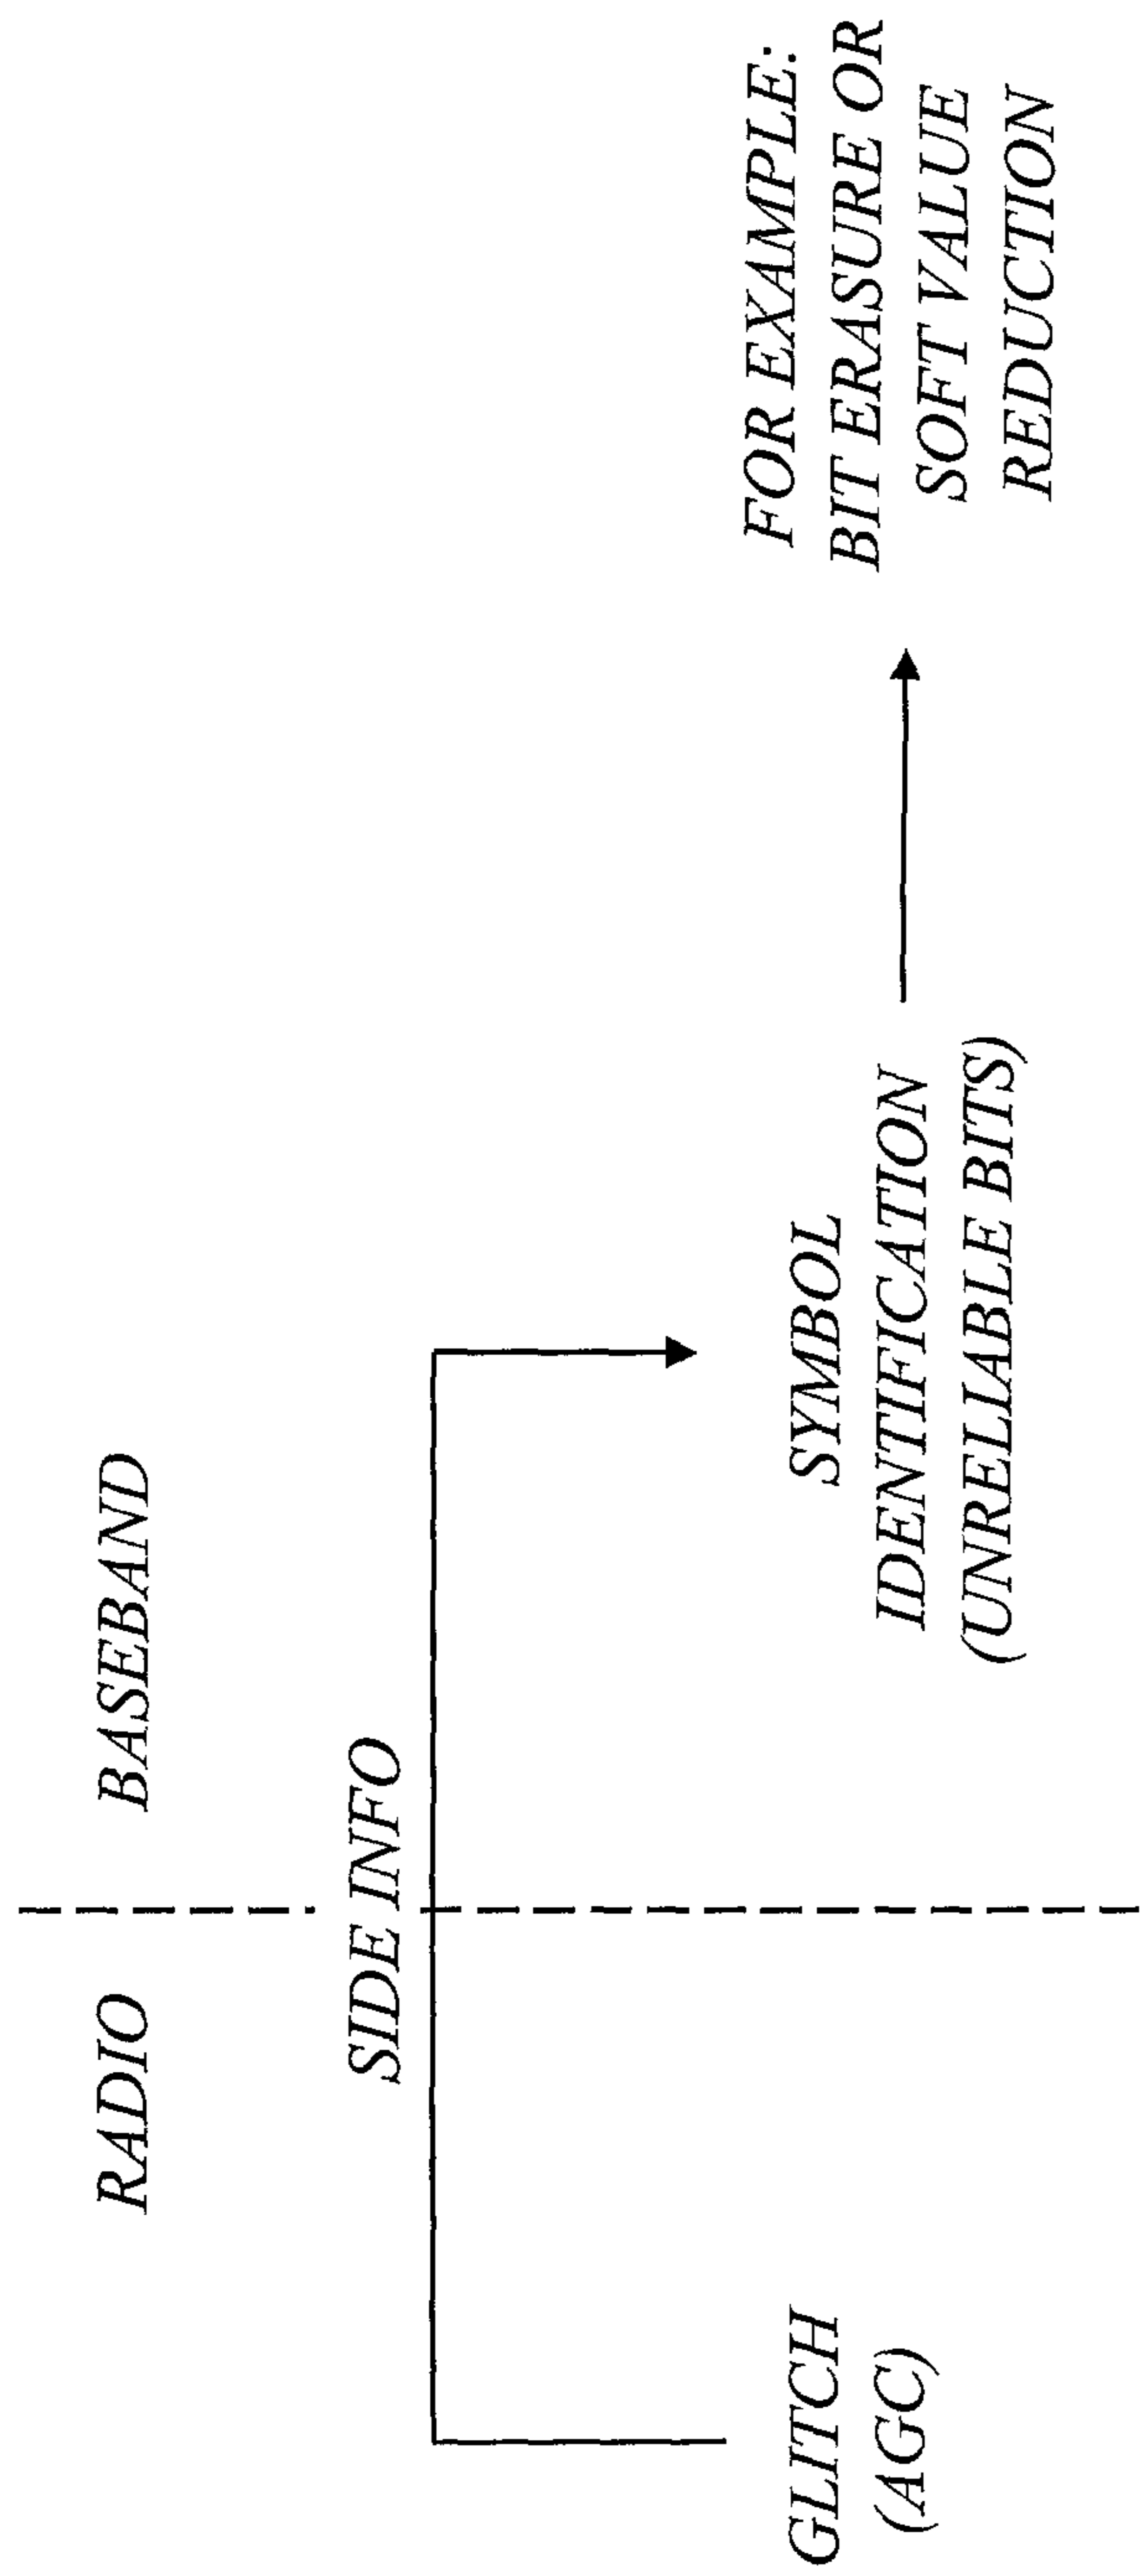 RADIO
BASEBAND
SIDE INFO
GLITCH
(AGC)
SYMBOL
IDENTIFICATION
(UNRELIABLE BITS)
FOR EXAMPLE:
BIT ERASURE OR
SOFT VALUE
REDUCTION